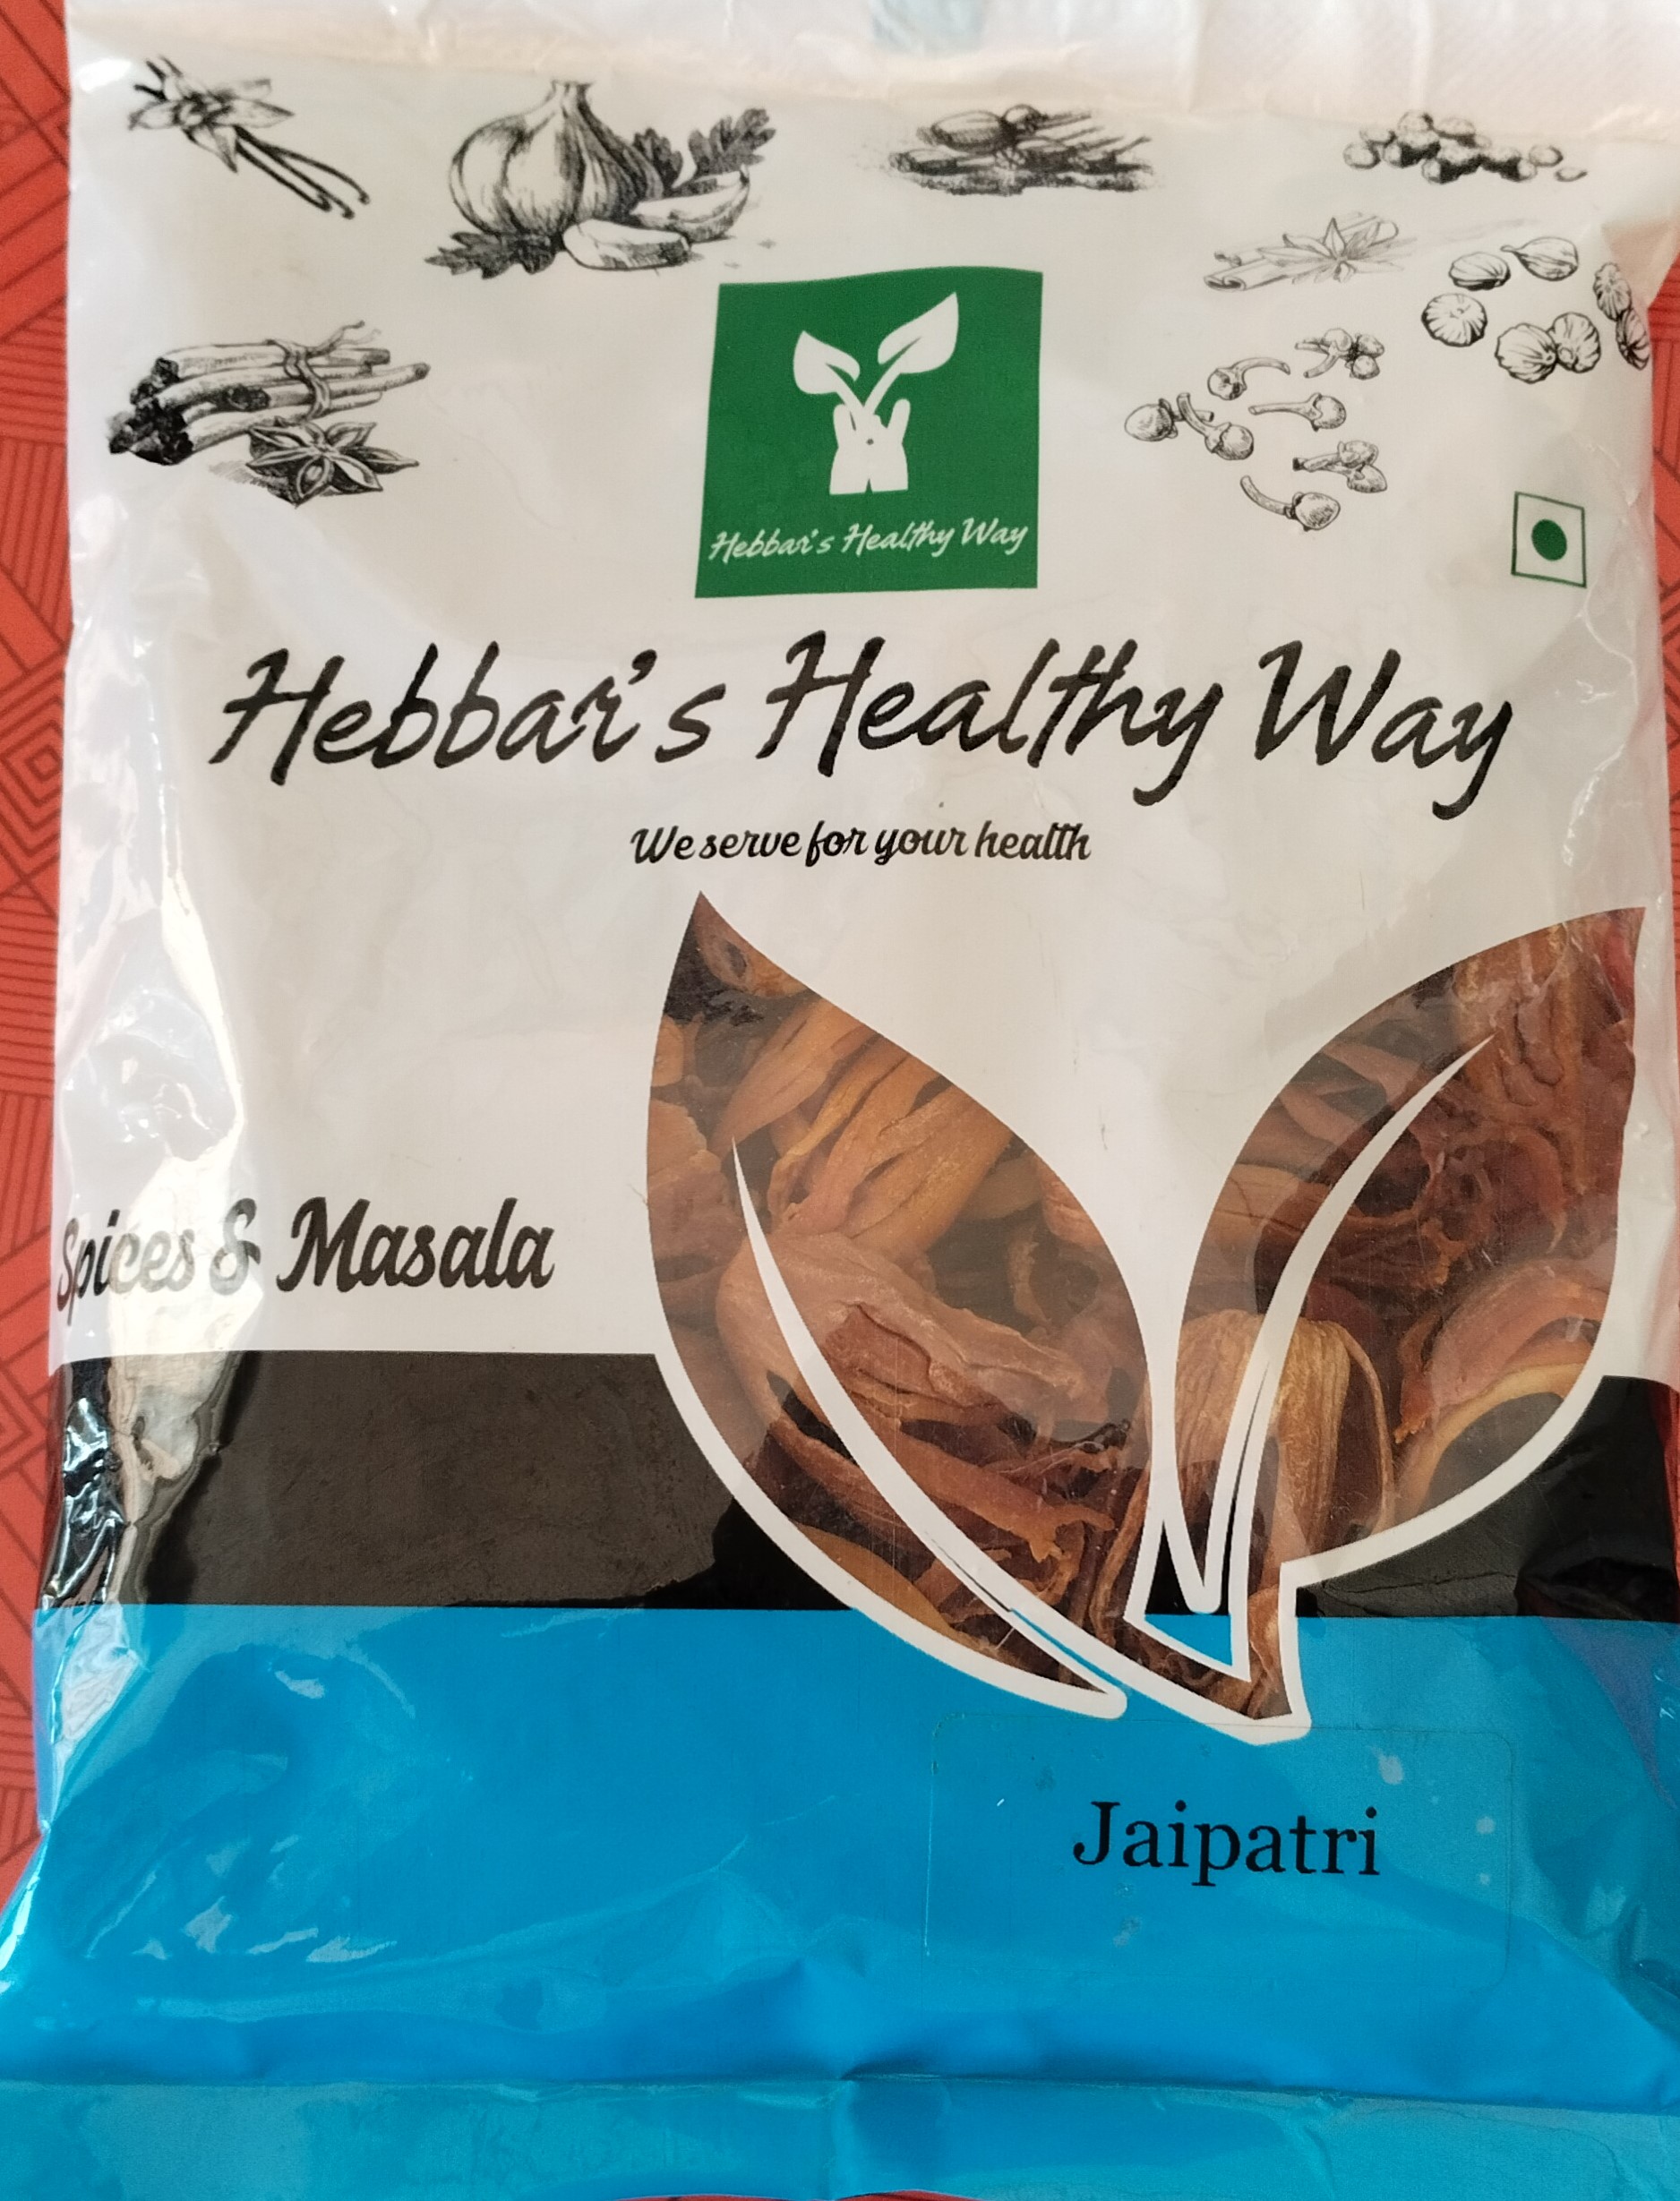 Hebbar's Healthy Way
Hebbar's Healthy Way
We serve for your health
Spices & Masala
Jaipatri